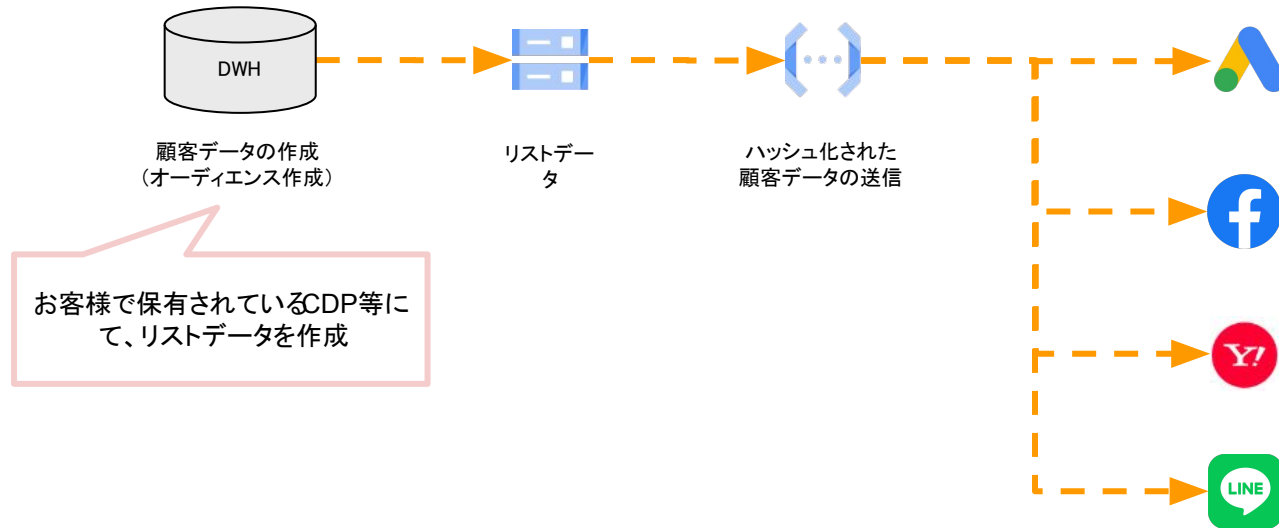 DWH
顧客データの作成
（オーディエンス作成）
リストデー
タ
ハッシュ化された
顧客データの送信
お客様で保有されているCDP等に
て、リストデータを作成
f
Y!
LINE